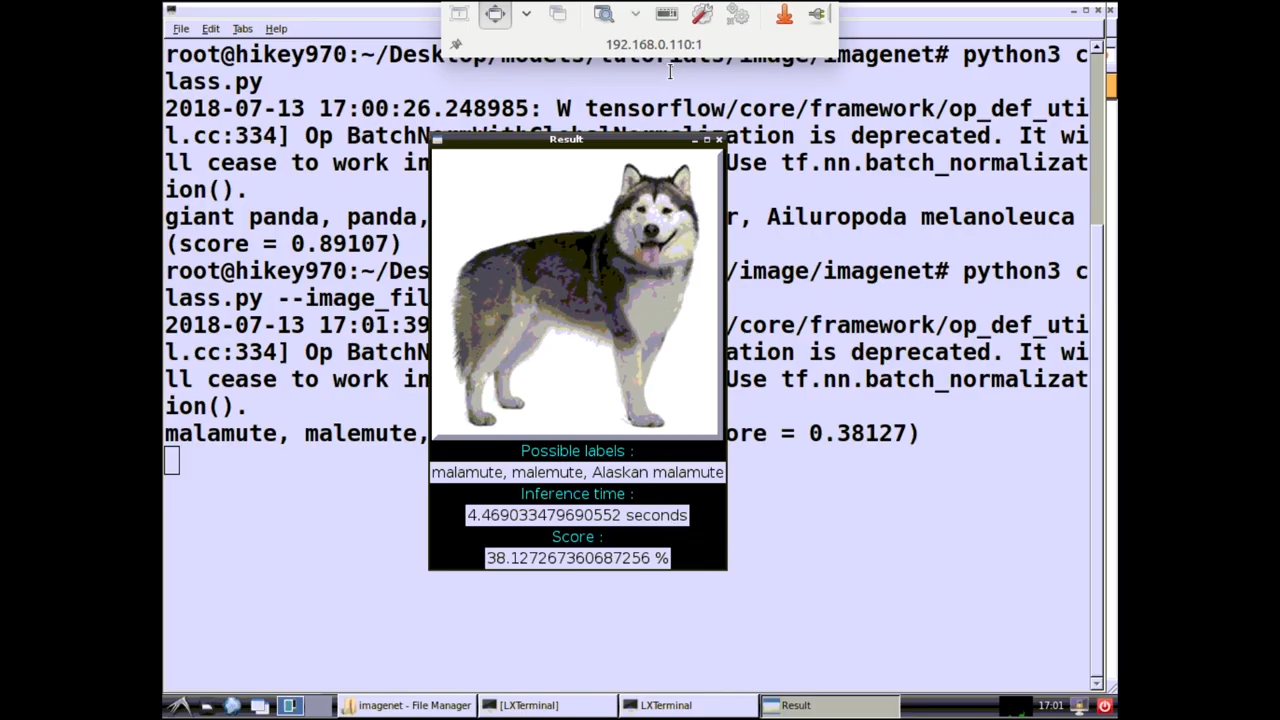 192.168.0.110:1
File Edit Tabs Help
root@hikey970:~/Desktop/models/tutorials/image/imagenet# python3 c
lass.py
2018-07-13 17:00:26.248985: W tensorflow/core/framework/op_def_uti
l.cc:334] Op BatchNormWithGlobalNormalization is deprecated. It wi
ll cease to work in Use tf.nn.batch_normalizat
ion().
giant panda, panda, r, Ailuropoda melanoleuca
(score = 0.89107)
root@hikey970:~/Des /image/imagenet# python3 c
lass.py --image_fil
2018-07-13 17:01:39 /core/framework/op_def_uti
l.cc:334] Op BatchN ation is deprecated. It wi
ll cease to work in Use tf.nn.batch_normalizat
ion().
malamute, malemute, ore = 0.38127)
Result
Possible labels :
malamute, malemute, Alaskan malamute
Inference time :
4.469033479690552 seconds
Score :
38.127267360687256 %
imagenet - File Manager [LXTerminal] LXTerminal Result 17:01